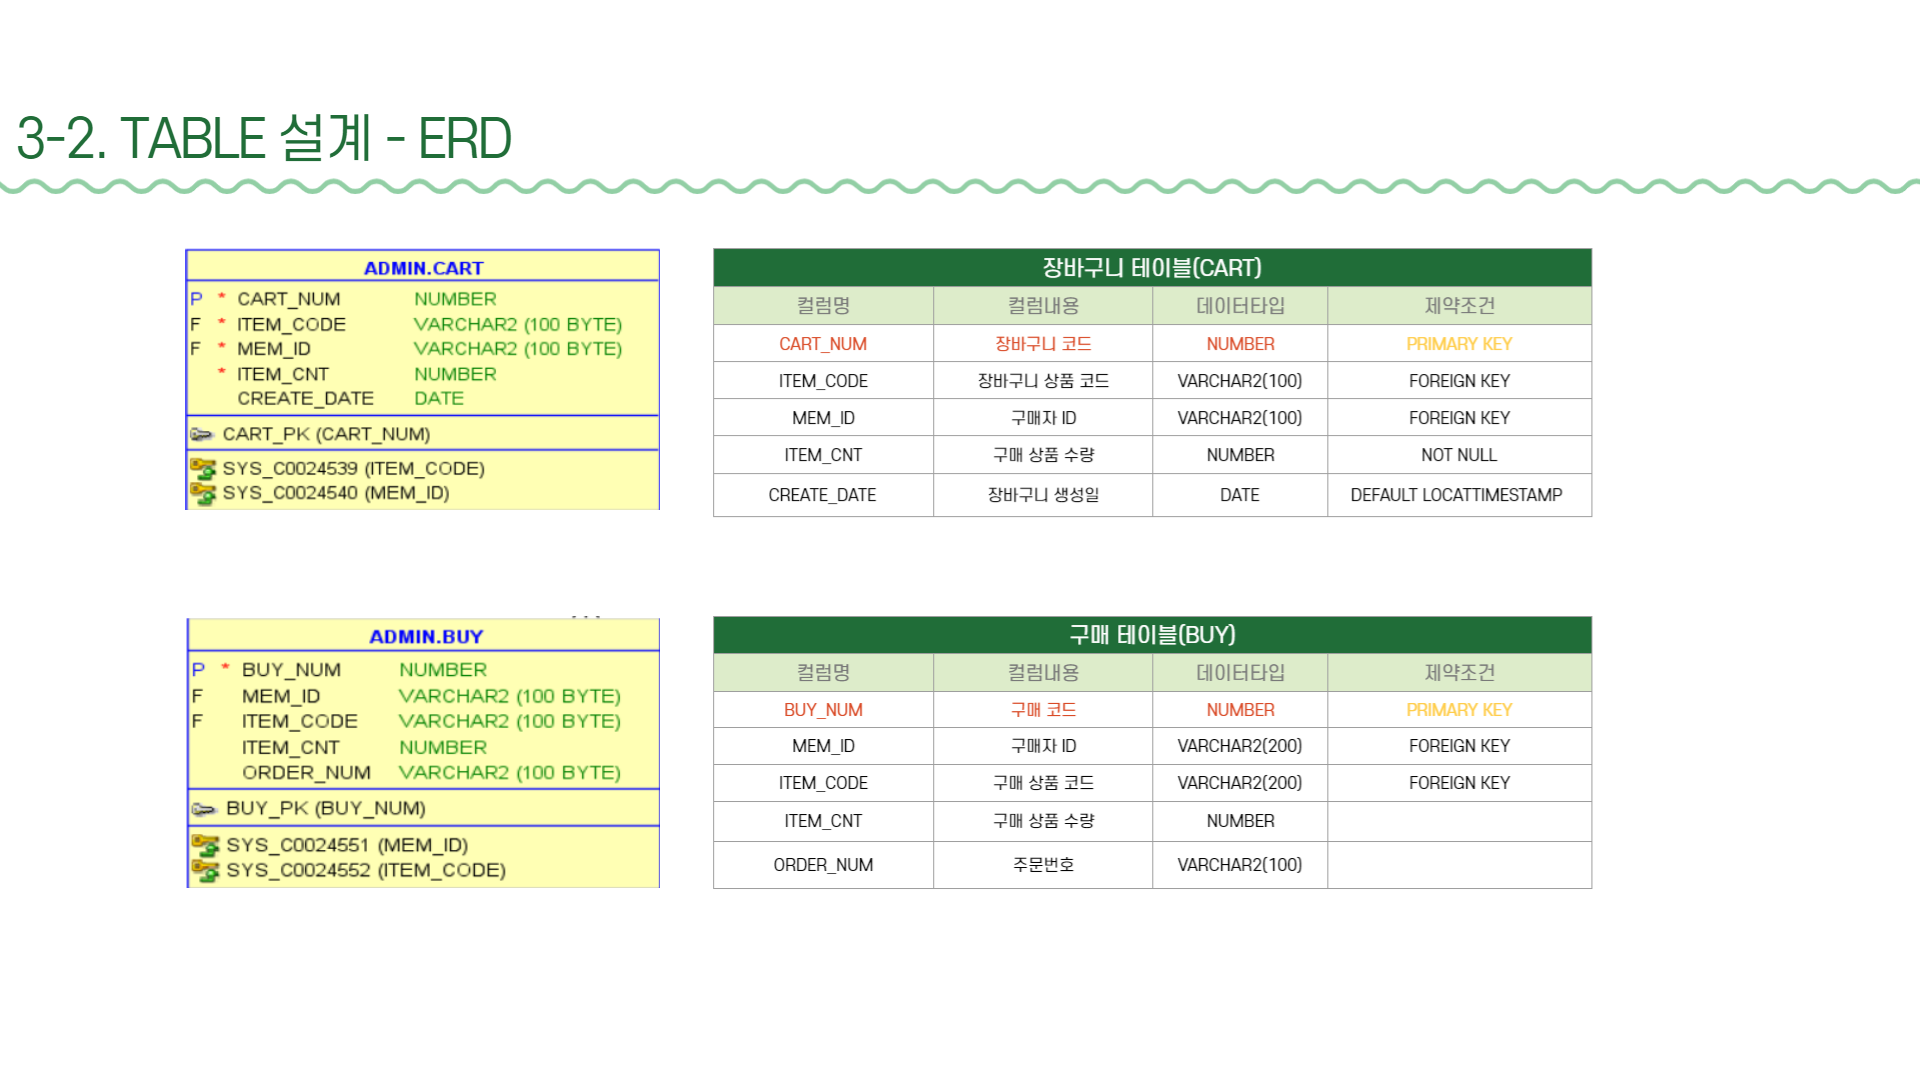 3-2. TABLE 설계 - ERD
ADMIN.CART
P * CART_NUM NUMBER
F * ITEM_CODE VARCHAR2 (100 BYTE)
F * MEM_ID VARCHAR2 (100 BYTE)
* ITEM_CNT NUMBER
CREATE_DATE DATE
CART_PK (CART_NUM)
SYS_C0024539 (ITEM_CODE)
SYS_C0024540 (MEM_ID)
장바구니 테이블(CART)
컬럼명 컬럼내용 데이터타입 제약조건
CART_NUM 장바구니 코드 NUMBER PRIMARY KEY
ITEM_CODE 장바구니 상품 코드 VARCHAR2(100) FOREIGN KEY
MEM_ID 구매자 ID VARCHAR2(100) FOREIGN KEY
ITEM_CNT 구매 상품 수량 NUMBER NOT NULL
CREATE_DATE 장바구니 생성일 DATE DEFAULT LOCATTIMESTAMP
ADMIN.BUY
P * BUY_NUM NUMBER
F MEM_ID VARCHAR2 (100 BYTE)
F ITEM_CODE VARCHAR2 (100 BYTE)
ITEM_CNT NUMBER
ORDER_NUM VARCHAR2 (100 BYTE)
BUY_PK (BUY_NUM)
SYS_C0024551 (MEM_ID)
SYS_C0024552 (ITEM_CODE)
구매 테이블(BUY)
컬럼명 컬럼내용 데이터타입 제약조건
BUY_NUM 구매 코드 NUMBER PRIMARY KEY
MEM_ID 구매자 ID VARCHAR2(200) FOREIGN KEY
ITEM_CODE 구매 상품 코드 VARCHAR2(200) FOREIGN KEY
ITEM_CNT 구매 상품 수량 NUMBER
ORDER_NUM 주문번호 VARCHAR2(100)